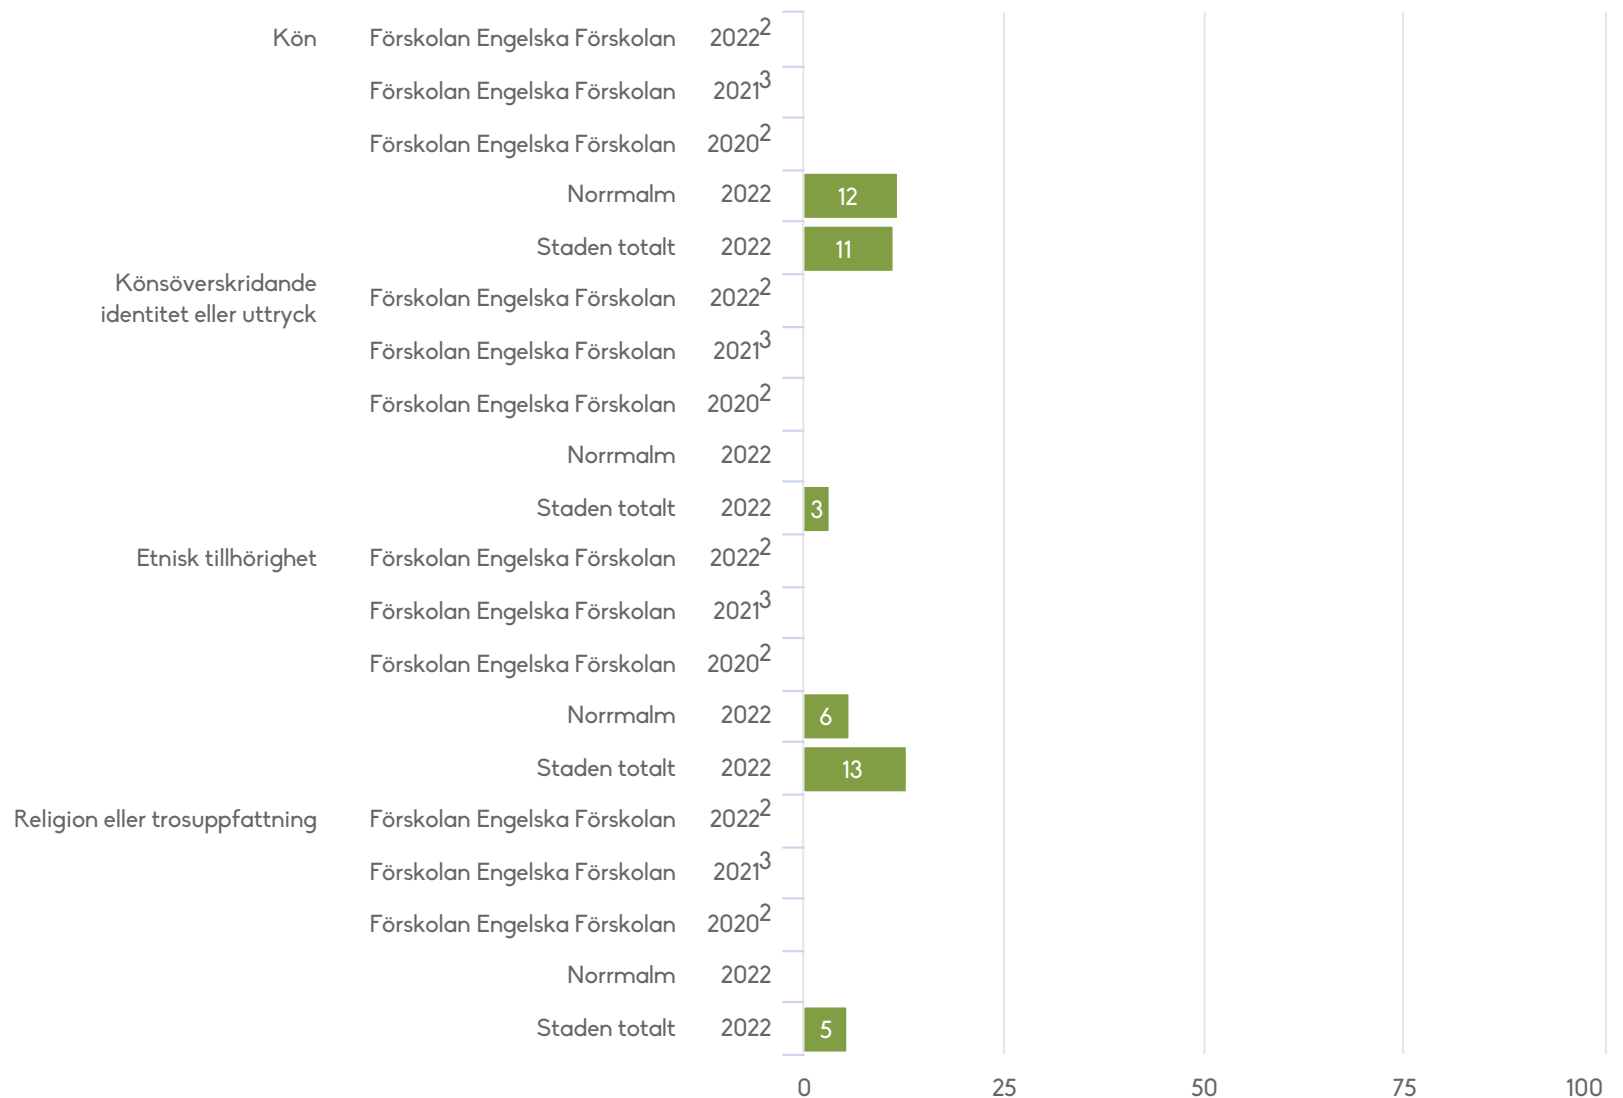 Kön Förskolan Engelska Förskolan 2022²
Förskolan Engelska Förskolan 2021³
Förskolan Engelska Förskolan 2020²
Norrmalm 2022 12
Staden totalt 2022 11
Könsöverskridande
identitet eller uttryck
Förskolan Engelska Förskolan 2022²
Förskolan Engelska Förskolan 2021³
Förskolan Engelska Förskolan 2020²
Norrmalm 2022
Staden totalt 2022 3
Etnisk tillhörighet Förskolan Engelska Förskolan 2022²
Förskolan Engelska Förskolan 2021³
Förskolan Engelska Förskolan 2020²
Norrmalm 2022 6
Staden totalt 2022 13
Religion eller trosuppfattning Förskolan Engelska Förskolan 2022²
Förskolan Engelska Förskolan 2021³
Förskolan Engelska Förskolan 2020²
Norrmalm 2022
Staden totalt 2022 5
0 25 50 75 100